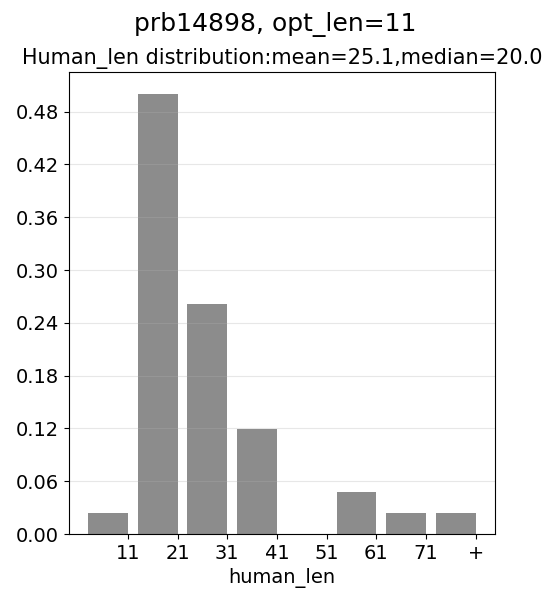 prb14898, opt_len=11
Human_len distribution:mean=25.1,median=20.0
0.48
0.42
0.36
0.30
0.24
0.18
0.12
0.06
0.00
11 21 31 41 51 61 71 +
human_len